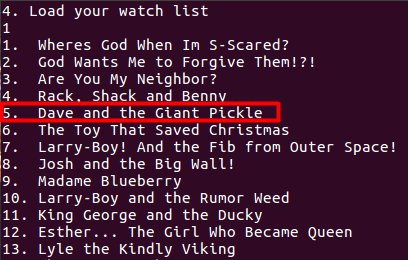 4. Load your watch list
1
1.  Wheres God When Im S-Scared?
2.  God Wants Me to Forgive Them!?!
3.  Are You My Neighbor?
4.  Rack, Shack and Benny
5.  Dave and the Giant Pickle
6.  The Toy That Saved Christmas
7.  Larry-Boy! And the Fib from Outer Space!
8.  Josh and the Big Wall!
9.  Madame Blueberry
10. Larry-Boy and the Rumor Weed
11. King George and the Ducky
12. Esther... The Girl Who Became Queen
13. Lyle the Kindly Viking